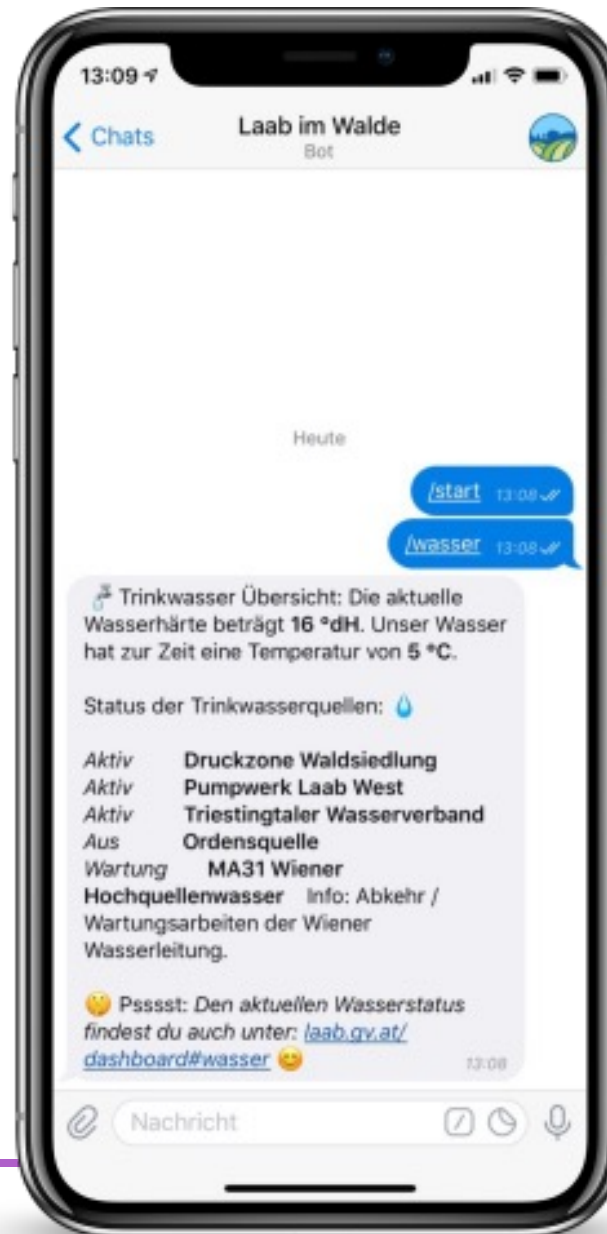 13:09
Chats
Laab im Walde
Bot
Heute
/start 13:08
/wasser 13:08
Trinkwasser Übersicht: Die aktuelle
Wasserhärte beträgt 16 °dH. Unser Wasser
hat zur Zeit eine Temperatur von 5 °C.
Status der Trinkwasserquellen:
Aktiv Druckzone Waldsiedlung
Aktiv Pumpwerk Laab West
Aktiv Triestingtaler Wasserverband
Aus Ordensquelle
Wartung MA31 Wiener
Hochquellenwasser Info: Abkehr /
Wartungsarbeiten der Wiener
Wasserleitung.
Psssst: Den aktuellen Wasserstatus
findest du auch unter: laab.gv.at/
dashboard#wasser
13:08
Nachricht